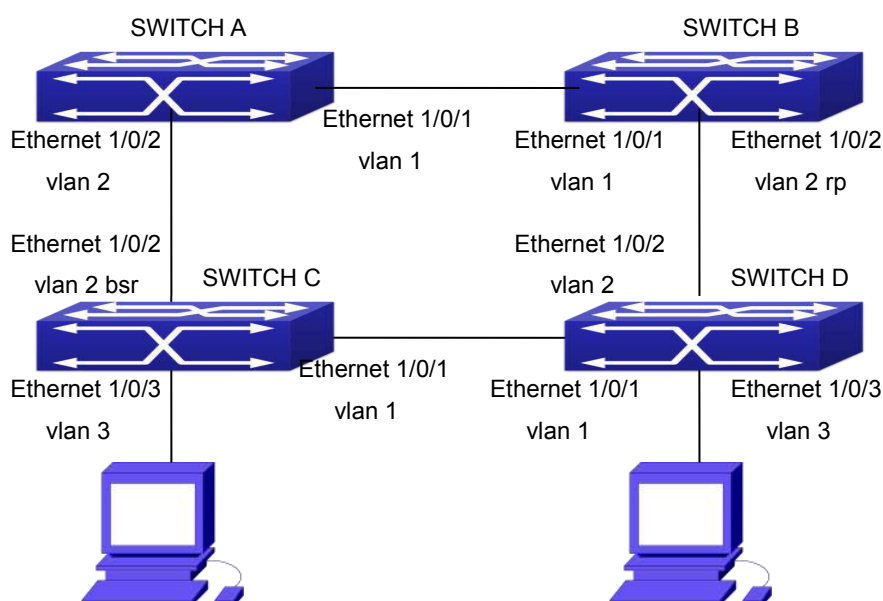 SWITCH A
SWITCH B
Ethernet 1/0/1
vlan 1
Ethernet 1/0/2
vlan 2
Ethernet 1/0/1
vlan 1
Ethernet 1/0/2
vlan 2 rp
Ethernet 1/0/2
vlan 2 bsr
SWITCH C
Ethernet 1/0/2
vlan 2
SWITCH D
Ethernet 1/0/3
vlan 3
Ethernet 1/0/1
vlan 1
Ethernet 1/0/1
vlan 1
Ethernet 1/0/3
vlan 3